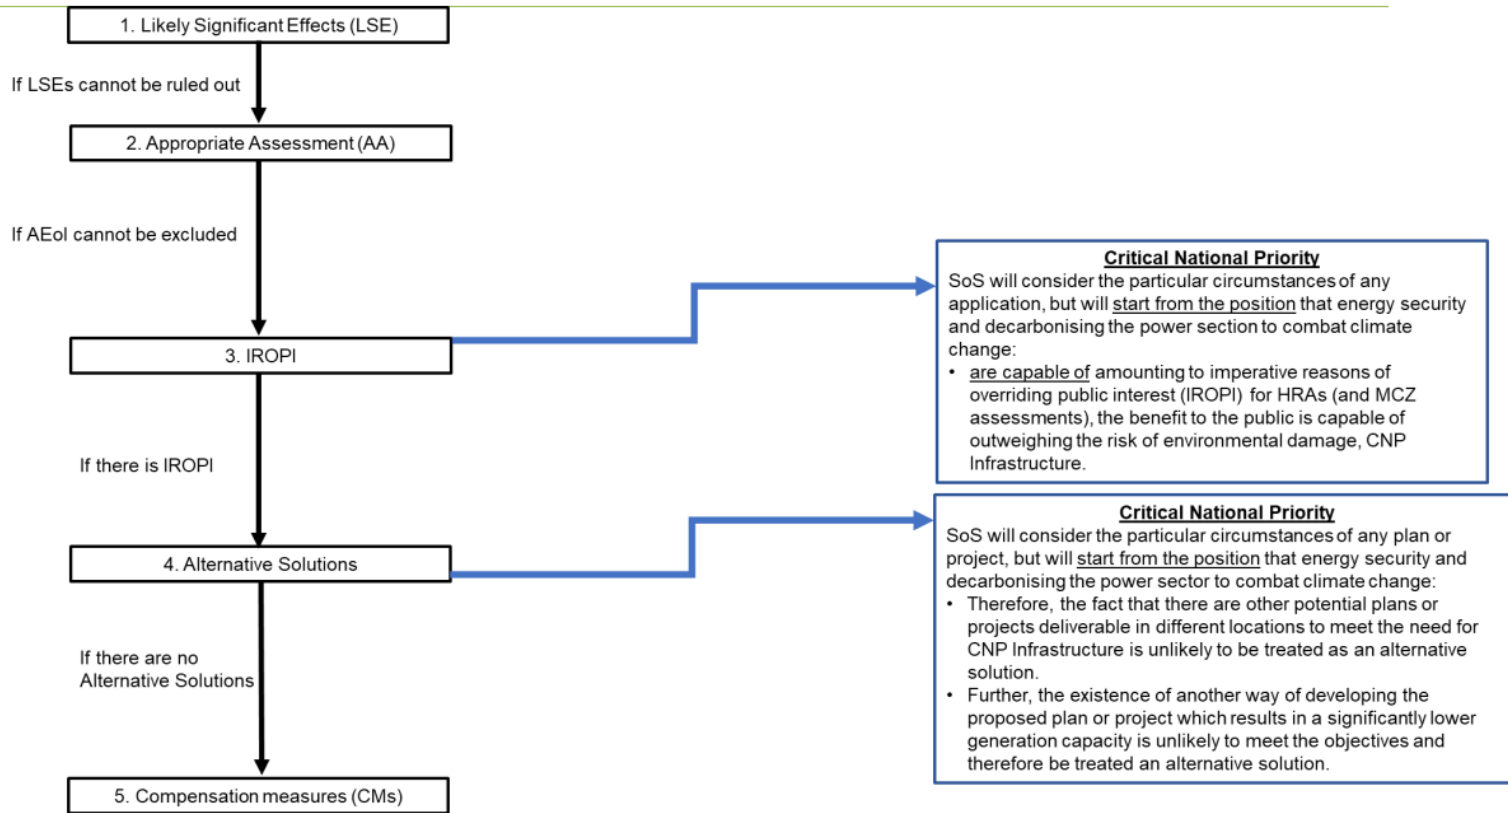 1. Likely Significant Effects (LSE)
If LSEs cannot be ruled out
2. Appropriate Assessment (AA)
If AEoI cannot be excluded
3. IROPI
If there is IROPI
4. Alternative Solutions
If there are no
Alternative Solutions
5. Compensation measures (CMs)
Critical National Priority
SoS will consider the particular circumstances of any
application, but will start from the position that energy security
and decarbonising the power section to combat climate
change:
• are capable of amounting to imperative reasons of
overriding public interest (IROPI) for HRAs (and MCZ
assessments), the benefit to the public is capable of
outweighing the risk of environmental damage, CNP
Infrastructure.
Critical National Priority
SoS will consider the particular circumstances of any plan or
project, but will start from the position that energy security and
decarbonising the power sector to combat climate change:
• Therefore, the fact that there are other potential plans or
projects deliverable in different locations to meet the need for
CNP Infrastructure is unlikely to be treated as an alternative
solution.
• Further, the existence of another way of developing the
proposed plan or project which results in a significantly lower
generation capacity is unlikely to meet the objectives and
therefore be treated an alternative solution.